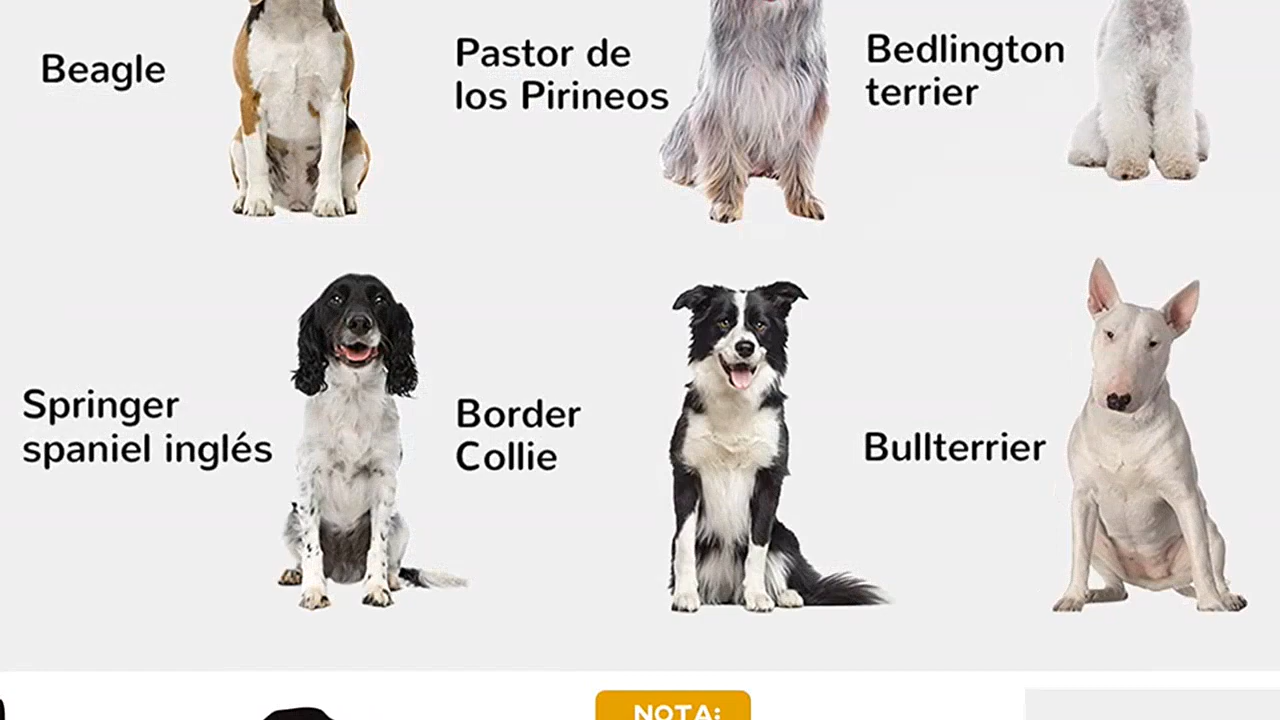 Beagle
Pastor de
los Pirineos
Bedlington
terrier
Springer
spaniel inglés
Border
Collie
Bullterrier
NOTA: